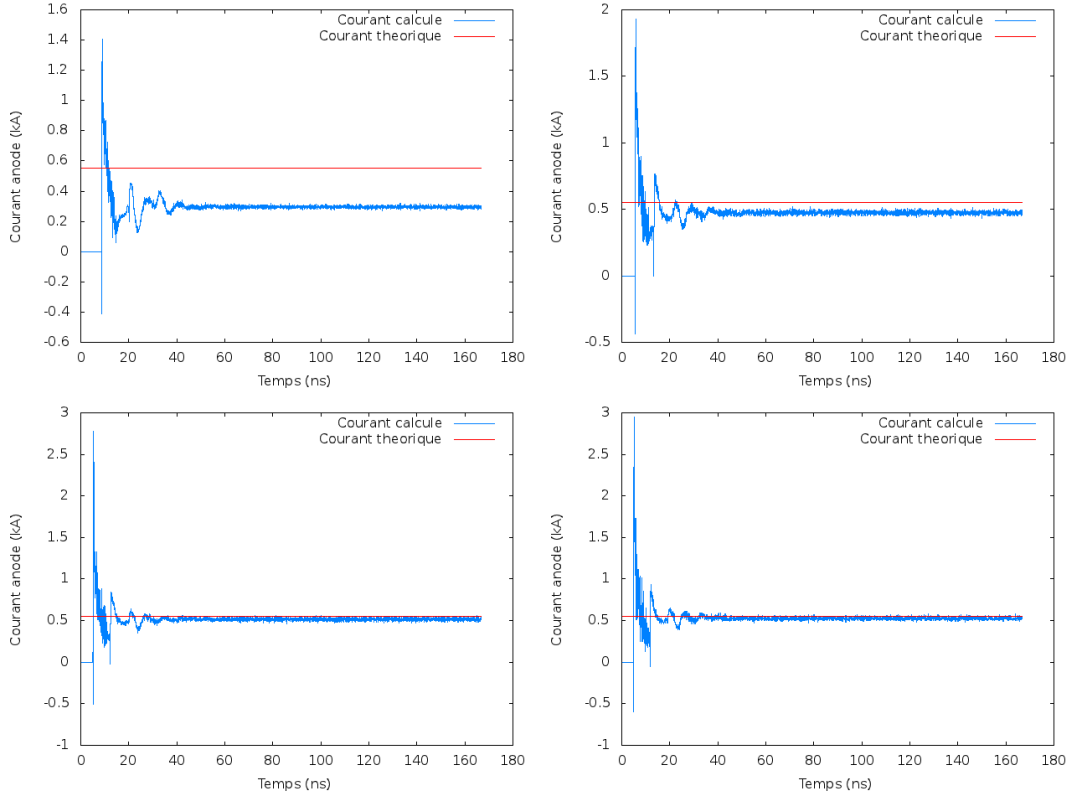 Courant calcule
Courant theorique
Courant anode (kA)
1.6
1.4
1.2
1
0.8
0.6
0.4
0.2
0
-0.2
-0.4
-0.6
0 20 40 60 80 100 120 140 160 180
Temps (ns)
Courant calcule
Courant theorique
Courant anode (kA)
2
1.5
1
0.5
0
-0.5
0 20 40 60 80 100 120 140 160 180
Temps (ns)
Courant calcule
Courant theorique
Courant anode (kA)
3
2.5
2
1.5
1
0.5
0
-0.5
-1
0 20 40 60 80 100 120 140 160 180
Temps (ns)
Courant calcule
Courant theorique
Courant anode (kA)
3
2.5
2
1.5
1
0.5
0
-0.5
-1
0 20 40 60 80 100 120 140 160 180
Temps (ns)